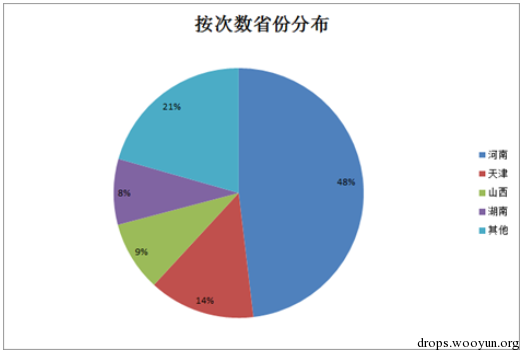 按次数省份分布
21%
48%
8%
9%
14%
河南
天津
山西
湖南
其他
drops.wooyun.org